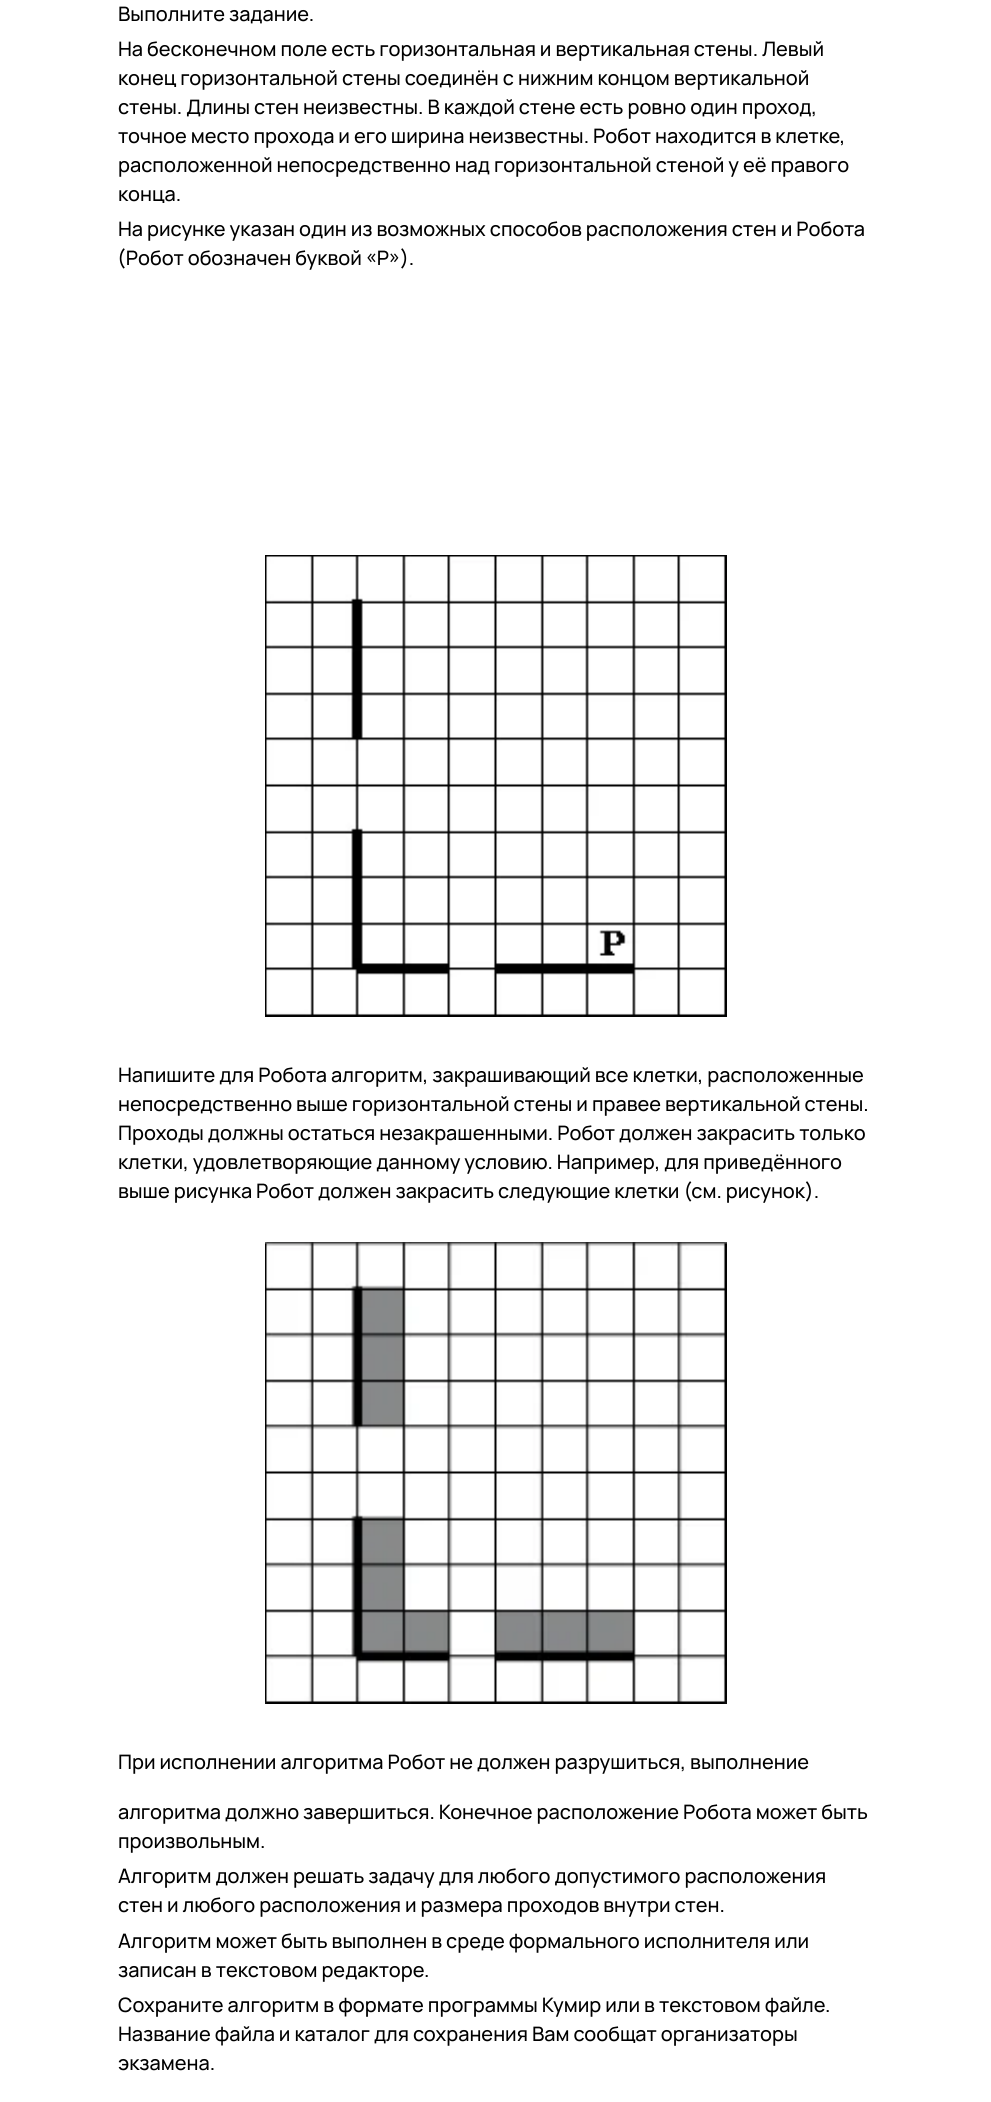 Выполните задание.
На бесконечном поле есть горизонтальная и вертикальная стены. Левый
конец горизонтальной стены соединён с нижним концом вертикальной
стены. Длины стен неизвестны. В каждой стене есть ровно один проход,
точное место прохода и его ширина неизвестны. Робот находится в клетке,
расположенной непосредственно над горизонтальной стеной у её правого
конца.
На рисунке указан один из возможных способов расположения стен и Робота
(Робот обозначен буквой «Р»).
Р
Напишите для Робота алгоритм, закрашивающий все клетки, расположенные
непосредственно выше горизонтальной стены и правее вертикальной стены.
Проходы должны остаться незакрашенными. Робот должен закрасить только
клетки, удовлетворяющие данному условию. Например, для приведённого
выше рисунка Робот должен закрасить следующие клетки (см. рисунок).
При исполнении алгоритма Робот не должен разрушиться, выполнение
алгоритма должно завершиться. Конечное расположение Робота может быть
произвольным.
Алгоритм должен решать задачу для любого допустимого расположения
стен и любого расположения и размера проходов внутри стен.
Алгоритм может быть выполнен в среде формального исполнителя или
записан в текстовом редакторе.
Сохраните алгоритм в формате программы Кумир или в текстовом файле.
Название файла и каталог для сохранения Вам сообщат организаторы
экзамена.